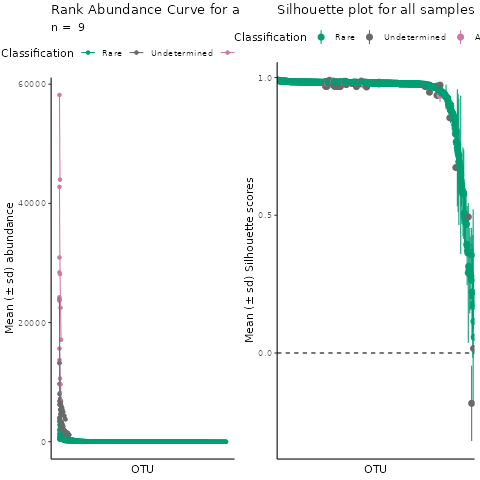 Rank Abundance Curve for a
n = 9
Classification Rare Undetermined
Mean (± sd) abundance
60000
40000
20000
0
OTU
Silhouette plot for all samples
Classification Rare Undetermined A
Mean (± sd) Silhouette scores
1.0
0.5
0.0
OTU